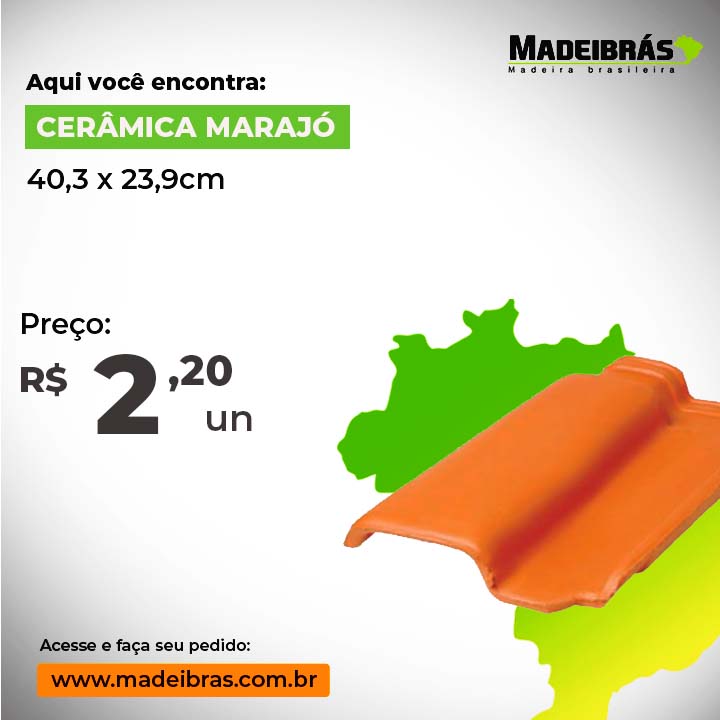 MADEIBRÁS
Madeira brasileira
Aqui você encontra:
CERÂMICA MARAJÓ
40,3 x 23,9cm
Preço:
R$ 2,20
un
Acesse e faça seu pedido:
www.madeibras.com.br